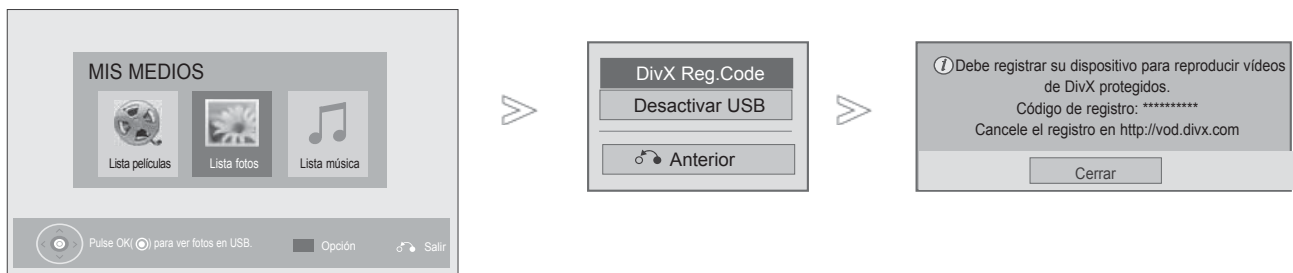 MIS MEDIOS
Lista películas
Lista fotos
Lista música
Pulse OK(◉) para ver fotos en USB.
Opción
Salir
DivX Reg.Code
Desactivar USB
Anterior
Debe registrar su dispositivo para reproducir vídeos
de DivX protegidos.
Código de registro: **********
Cancele el registro en http://vod.divx.com
Cerrar